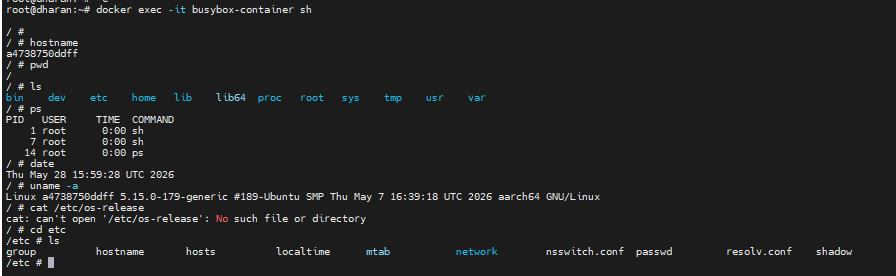 root@dharan:~# docker exec -it busybox-container sh
/ #
/ # hostname
a4738750ddff
/ # pwd
/
/ # ls
bin dev etc home lib lib64 proc root sys tmp usr var
/ # ps
PID USER TIME COMMAND
1 root 0:00 sh
7 root 0:00 sh
14 root 0:00 ps
/ # date
Thu May 28 15:59:28 UTC 2026
/ # uname -a
Linux a4738750ddff 5.15.0-179-generic #189-Ubuntu SMP Thu May 7 16:39:18 UTC 2026 aarch64 GNU/Linux
/ # cat /etc/os-release
cat: can't open '/etc/os-release': No such file or directory
/ # cd etc
/etc # ls
group hostname hosts localtime mtab network nsswitch.conf passwd resolv.conf shadow
/etc #